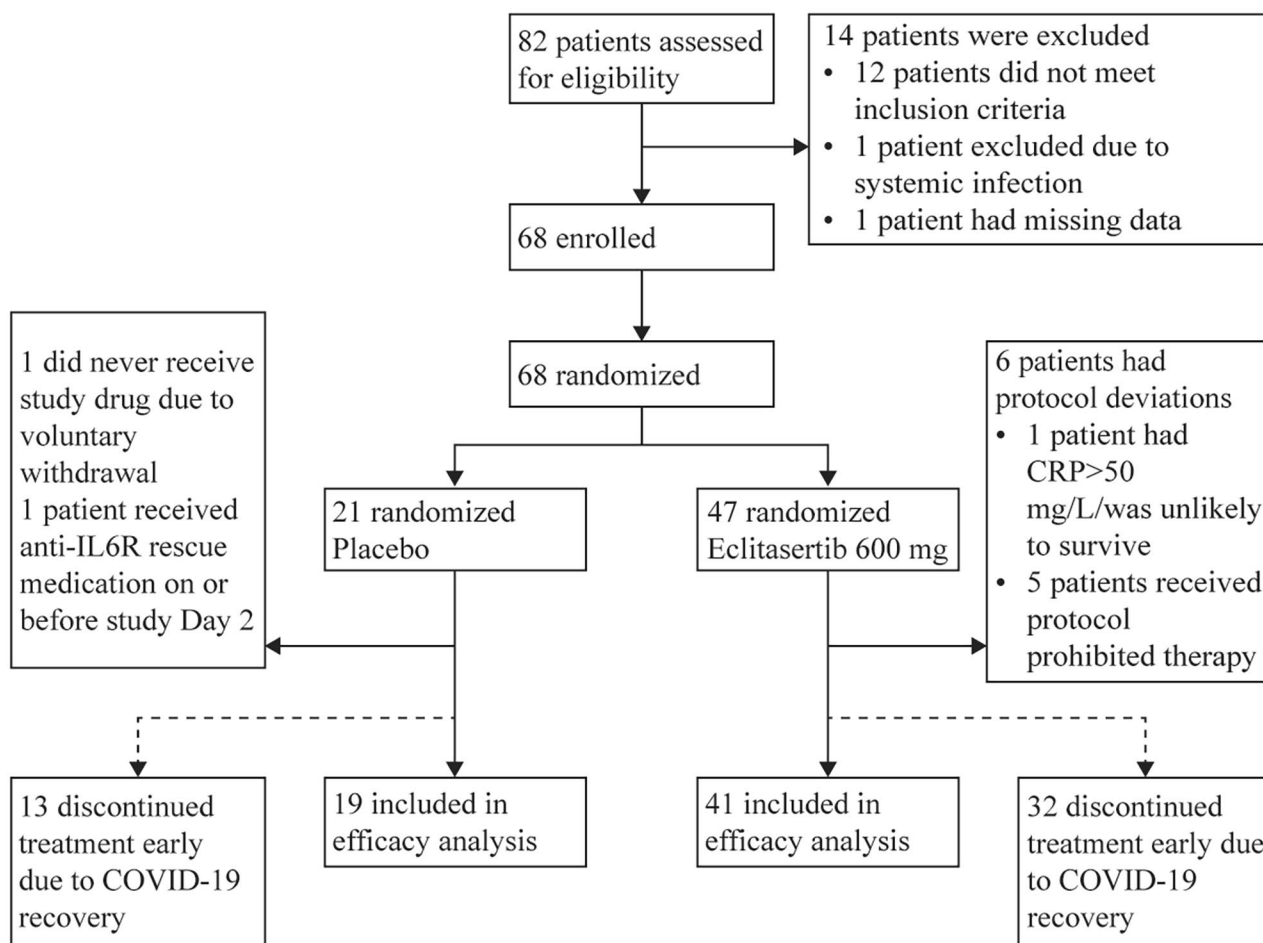 82 patients assessed
for eligibility
14 patients were excluded
• 12 patients did not meet
inclusion criteria
• 1 patient excluded due to
systemic infection
• 1 patient had missing data
68 enrolled
68 randomized
1 did never receive
study drug due to
voluntary
withdrawal
1 patient received
anti-IL6R rescue
medication on or
before study Day 2
21 randomized
Placebo
47 randomized
Eclitasertib 600 mg
6 patients had
protocol deviations
• 1 patient had
CRP>50
mg/L/was unlikely
to survive
• 5 patients received
protocol
prohibited therapy
13 discontinued
treatment early
due to COVID-19
recovery
19 included in
efficacy analysis
41 included in
efficacy analysis
32 discontinued
treatment early due
to COVID-19
recovery